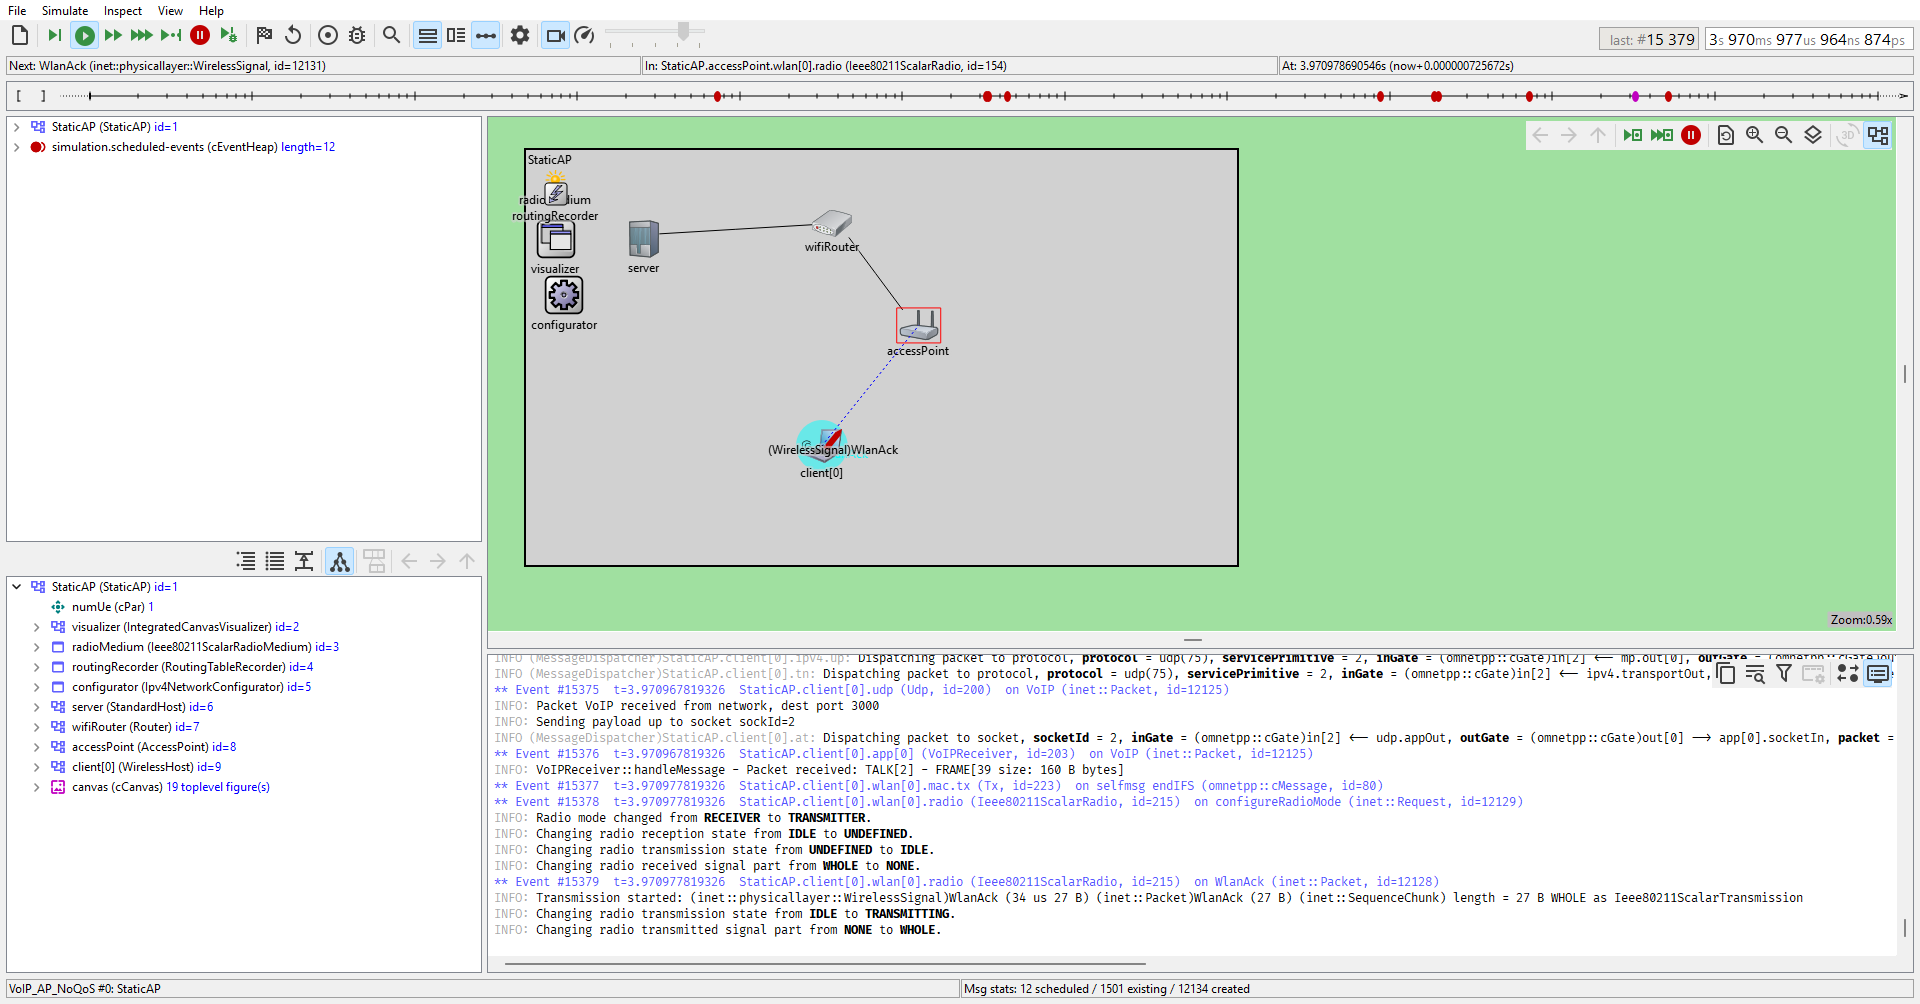 File Simulate Inspect View Help
last: #15 379 3s 970ms 977us 964ns 874ps
Next: WlanAck (inet::physicallayer::WirelessSignal, id=12131) In: StaticAP.accessPoint.wlan[0].radio (Ieee80211ScalarRadio, id=154) At: 3.970978690546s (now+0.000000725672s)
[ ]
StaticAP (StaticAP) id=1
simulation.scheduled-events (cEventHeap) length=12
StaticAP (StaticAP) id=1
numUe (cPar) 1
visualizer (IntegratedCanvasVisualizer) id=2
radioMedium (Ieee80211ScalarRadioMedium) id=3
routingRecorder (RoutingTableRecorder) id=4
configurator (Ipv4NetworkConfigurator) id=5
server (StandardHost) id=6
wifiRouter (Router) id=7
accessPoint (AccessPoint) id=8
client[0] (WirelessHost) id=9
canvas (cCanvas) 19 toplevel figure(s)
3D
StaticAP
routingRecorder
visualizer
configurator
server
wifiRouter
accessPoint
(WirelessSignal)WlanAck
client[0]
Zoom:0.59x
INFO (MessageDispatcher)StaticAP.client[0].ipv4.up: Dispatching packet to protocol, protocol = udp(75), servicePrimitive = 2, inGate = (omnetpp::cGate)in[2] <-- mp.out[0],
INFO (MessageDispatcher)StaticAP.client[0].tn: Dispatching packet to protocol, protocol = udp(75), servicePrimitive = 2, inGate = (omnetpp::cGate)in[2] <-- ipv4.transportOut,
** Event #15375 t=3.970967819326 StaticAP.client[0].udp (Udp, id=200) on VoIP (inet::Packet, id=12125)
INFO: Packet VoIP received from network, dest port 3000
INFO: Sending payload up to socket sockId=2
INFO (MessageDispatcher)StaticAP.client[0].at: Dispatching packet to socket, socketId = 2, inGate = (omnetpp::cGate)in[2] <-- udp.appOut, outGate = (omnetpp::cGate)out[0] --> app[0].socketIn, packet =
** Event #15376 t=3.970967819326 StaticAP.client[0].app[0] (VoIPReceiver, id=203) on VoIP (inet::Packet, id=12125)
INFO: VoIPReceiver::handleMessage - Packet received: TALK[2] - FRAME[39 size: 160 B bytes]
** Event #15377 t=3.970977819326 StaticAP.client[0].wlan[0].mac.tx (Tx, id=223) on selfmsg endIFS (omnetpp::cMessage, id=80)
** Event #15378 t=3.970977819326 StaticAP.client[0].wlan[0].radio (Ieee80211ScalarRadio, id=215) on configureRadioMode (inet::Request, id=12129)
INFO: Radio mode changed from RECEIVER to TRANSMITTER.
INFO: Changing radio reception state from IDLE to UNDEFINED.
INFO: Changing radio transmission state from UNDEFINED to IDLE.
INFO: Changing radio received signal part from WHOLE to NONE.
** Event #15379 t=3.970977819326 StaticAP.client[0].wlan[0].radio (Ieee80211ScalarRadio, id=215) on WlanAck (inet::Packet, id=12128)
INFO: Transmission started: (inet::physicallayer::WirelessSignal)WlanAck (34 us 27 B) (inet::Packet)WlanAck (27 B) (inet::SequenceChunk) length = 27 B WHOLE as Ieee80211ScalarTransmission
INFO: Changing radio transmission state from IDLE to TRANSMITTING.
INFO: Changing radio transmitted signal part from NONE to WHOLE.
VoIP_AP_NoQoS #0: StaticAP Msg stats: 12 scheduled / 1501 existing / 12134 created